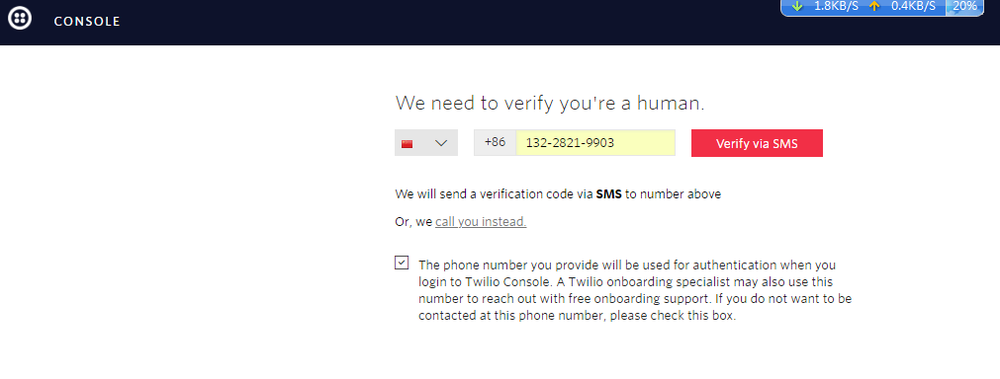 CONSOLE
1.8KB/S 0.4KB/S 20%
We need to verify you're a human.
+86 132-2821-9903 Verify via SMS
We will send a verification code via SMS to number above
Or, we call you instead.
The phone number you provide will be used for authentication when you
login to Twilio Console. A Twilio onboarding specialist may also use this
number to reach out with free onboarding support. If you do not want to be
contacted at this phone number, please check this box.